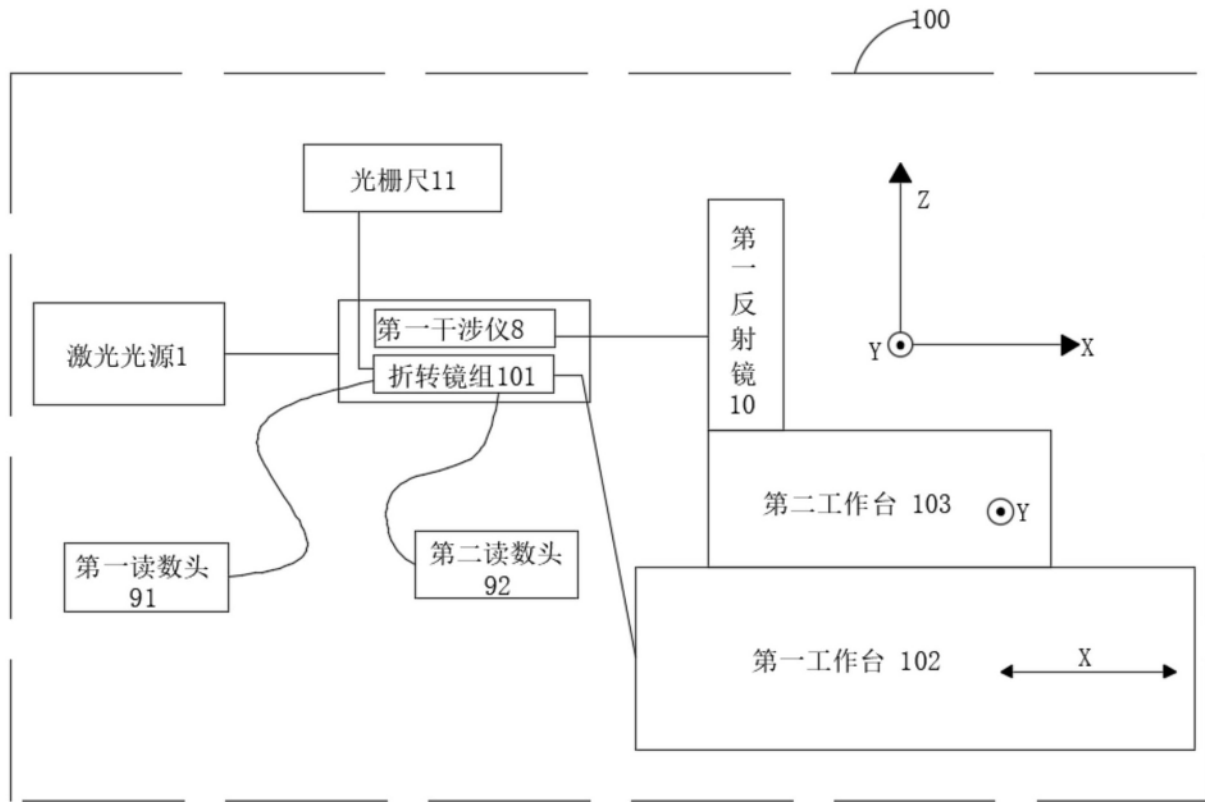 100
光栅尺11
Z
第
一
反
射
镜
10
第一干涉仪8
激光光源1
Y
X
折转镜组101
第二工作台 103
Y
第一读数头
91
第二读数头
92
第一工作台 102
X